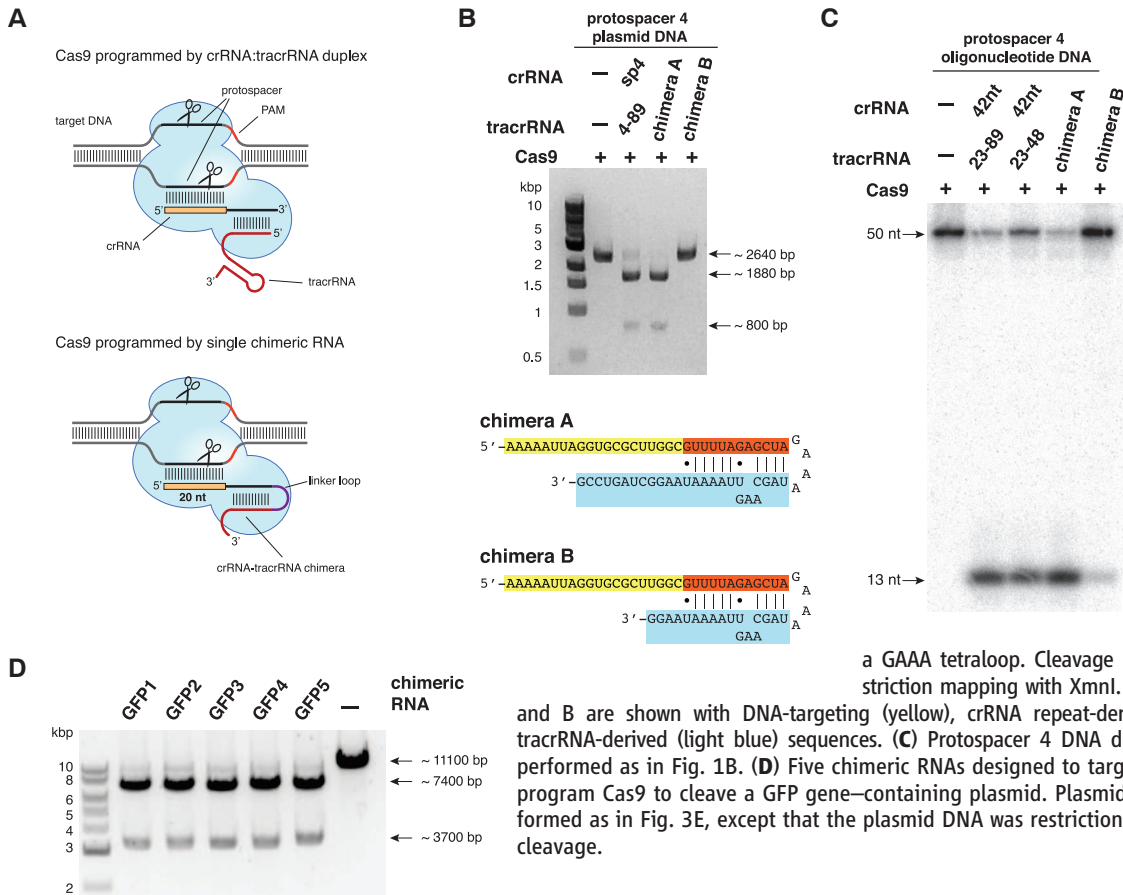 A
Cas9 programmed by crRNA:tracrRNA duplex
protospacer
PAM
target DNA
5'
3'
5'
crRNA
3'
tracrRNA
Cas9 programmed by single chimeric RNA
5'
20 nt
linker loop
3'
crRNA-tracrRNA chimera
B
protospacer 4
plasmid DNA
crRNA – sp4 chimera A chimera B
tracrRNA – 4-89
Cas9 + + + +
kbp
10
5
3
2
1.5
1
0.5
~ 2640 bp
~ 1880 bp
~ 800 bp
chimera A
5'-AAAAAUUAGGUGCGCUUGGCGUUUUAGAGCUA
G
A
A
A
3'-GCCUGAUCGGAAUAAAAUU CGAU
GAA
chimera B
5'-AAAAAUUAGGUGCGCUUGGCGUUUUAGAGCUA
G
A
A
A
3'-GGAAUAAAAUU CGAU
GAA
C
protospacer 4
oligonucleotide DNA
crRNA – 42nt 42nt chimera A chimera B
tracrRNA 23-89 23-48
Cas9 + + + + +
50 nt
13 nt
D
GFP1 GFP2 GFP3 GFP4 GFP5 –
chimeric
RNA
kbp
10
8
6
5
4
3
2
~ 11100 bp
~ 7400 bp
~ 3700 bp
a GAAA tetraloop. Cleavage
striction mapping with XmnI.
and B are shown with DNA-targeting (yellow), crRNA repeat-der
tracrRNA-derived (light blue) sequences. (C) Protospacer 4 DNA d
performed as in Fig. 1B. (D) Five chimeric RNAs designed to targ
program Cas9 to cleave a GFP gene–containing plasmid. Plasmid
formed as in Fig. 3E, except that the plasmid DNA was restriction
cleavage.